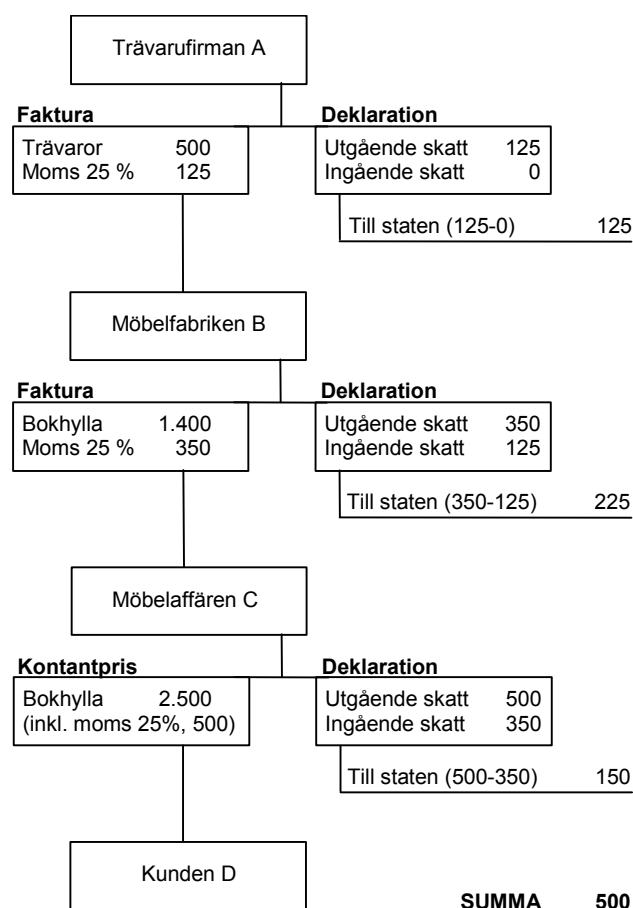 Trävarufirman A
Faktura
Trävaror 500
Moms 25 % 125
Deklaration
Utgående skatt 125
Ingående skatt 0
Till staten (125-0) 125
Möbelfabriken B
Faktura
Bokhylla 1.400
Moms 25 % 350
Deklaration
Utgående skatt 350
Ingående skatt 125
Till staten (350-125) 225
Möbelaffären C
Kontantpris
Bokhylla 2.500
(inkl. moms 25%, 500)
Deklaration
Utgående skatt 500
Ingående skatt 350
Till staten (500-350) 150
Kunden D
SUMMA 500